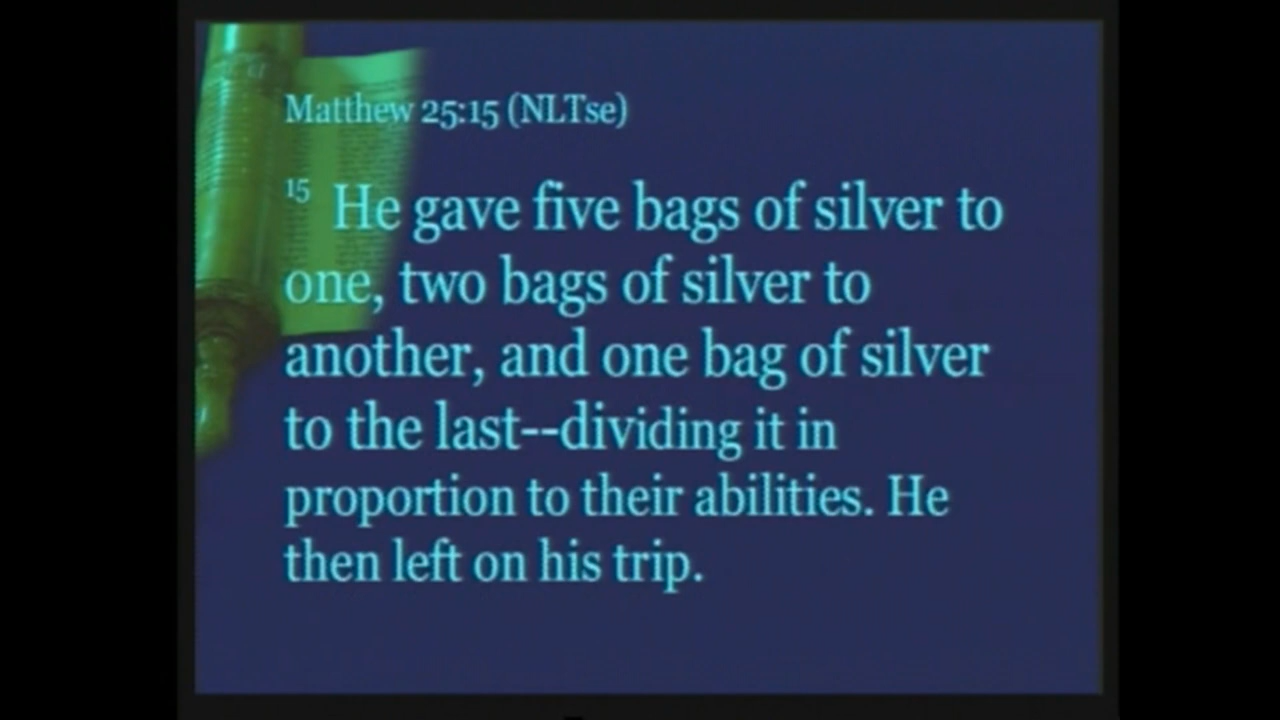 Matthew 25:15 (NLTse)
15 He gave five bags of silver to
one, two bags of silver to
another, and one bag of silver
to the last--dividing it in
proportion to their abilities. He
then left on his trip.